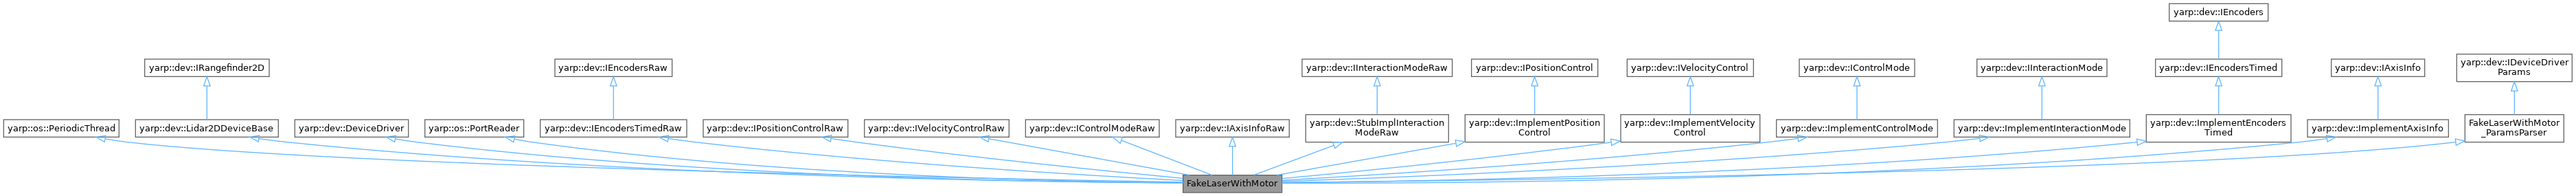 yarp::dev::IEncoders
yarp::dev::IRangefinder2D
yarp::dev::IEncodersRaw
yarp::dev::IInteractionModeRaw
yarp::dev::IPositionControl
yarp::dev::IVelocityControl
yarp::dev::IControlMode
yarp::dev::IInteractionMode
yarp::dev::IEncodersTimed
yarp::dev::IAxisInfo
yarp::dev::IDeviceDriver
Params
yarp::os::PeriodicThread
yarp::dev::Lidar2DDeviceBase
yarp::dev::DeviceDriver
yarp::os::PortReader
yarp::dev::IEncodersTimedRaw
yarp::dev::IPositionControlRaw
yarp::dev::IVelocityControlRaw
yarp::dev::IControlModeRaw
yarp::dev::IAxisInfoRaw
yarp::dev::StubImplInteraction
ModeRaw
yarp::dev::ImplementPosition
Control
yarp::dev::ImplementVelocity
Control
yarp::dev::ImplementControlMode
yarp::dev::ImplementInteractionMode
yarp::dev::ImplementEncoders
Timed
yarp::dev::ImplementAxisInfo
FakeLaserWithMotor
_ParamsParser
FakeLaserWithMotor